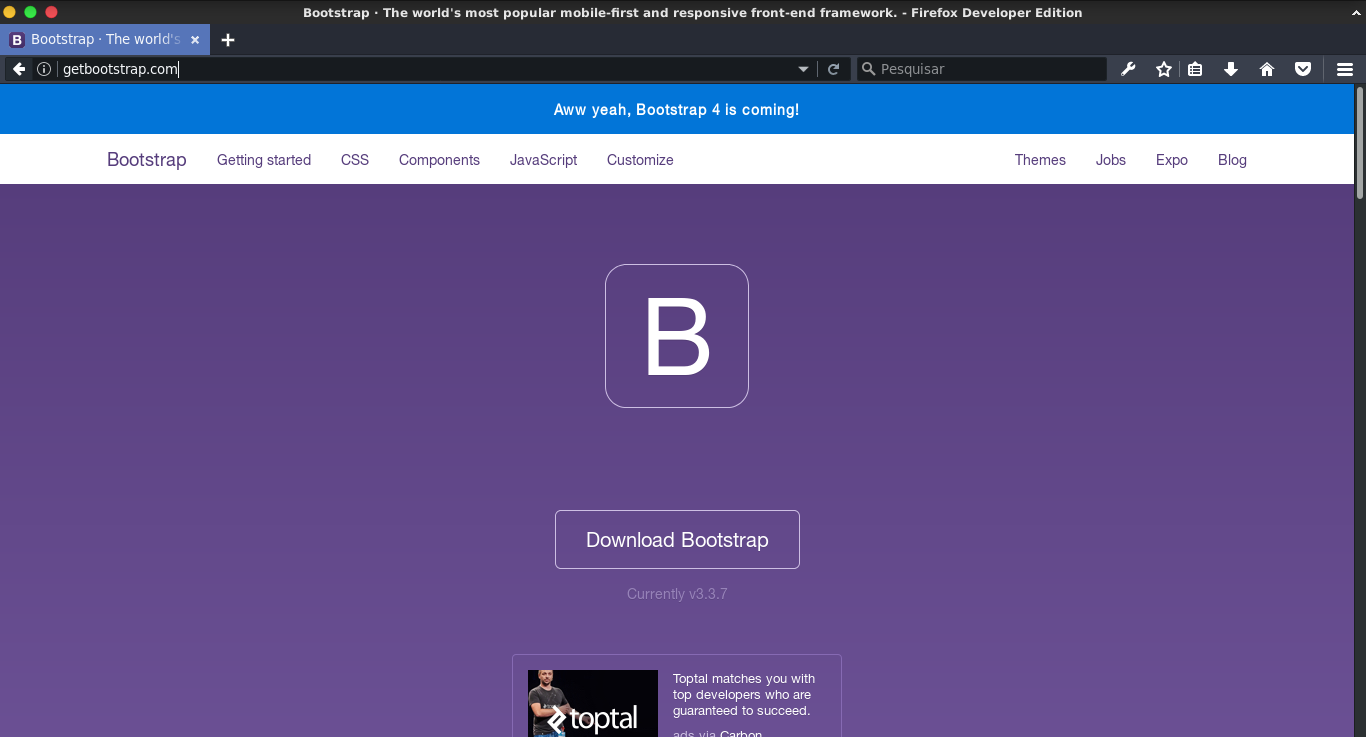 Bootstrap · The world's most popular mobile-first and responsive front-end framework. - Firefox Developer Edition
B Bootstrap · The world's
getbootstrap.com
Pesquisar
Aww yeah, Bootstrap 4 is coming!
Bootstrap Getting started CSS Components JavaScript Customize Themes Jobs Expo Blog
B
Download Bootstrap
Currently v3.3.7
toptal
Toptal matches you with
top developers who are
guaranteed to succeed.
ads via Carbon